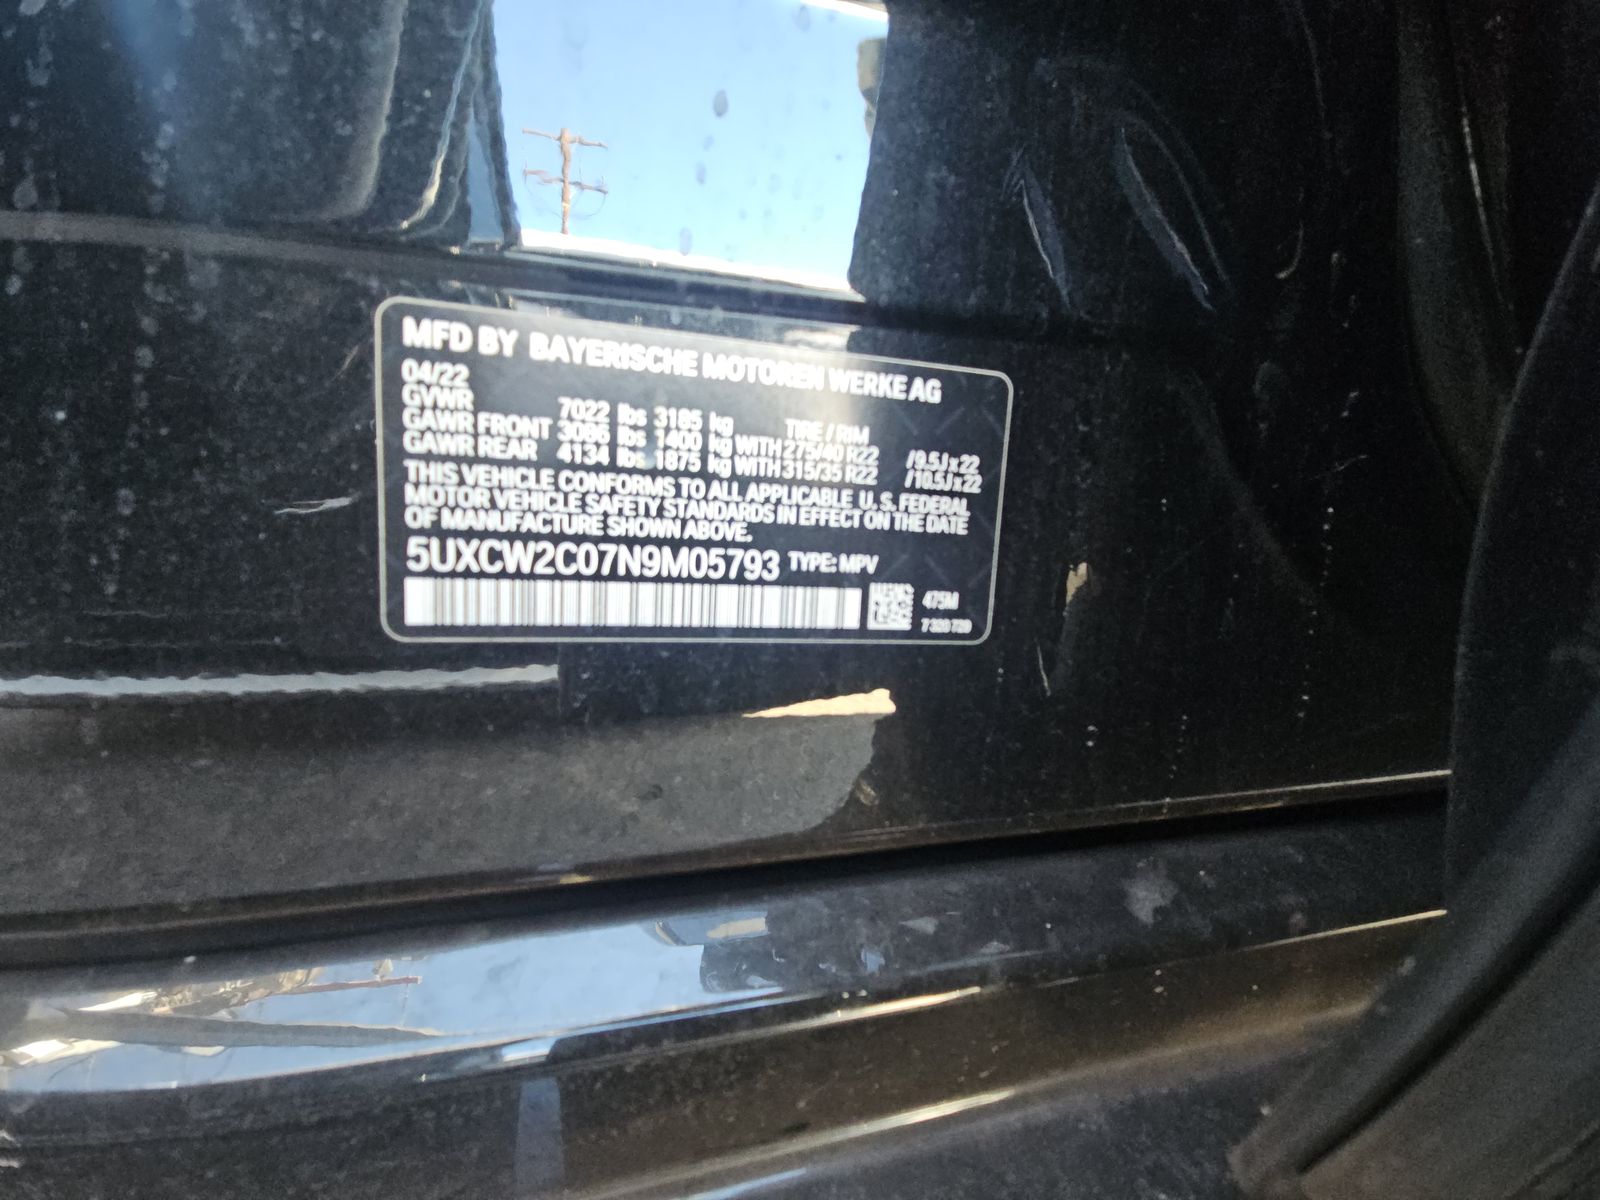 MFD BY BAYERISCHE MOTOREN WERKE AG
04/22
GVWR 7022 lbs 3185 kg TIRE / RIM
GAWR FRONT 3086 lbs 1400 kg WITH 275/40 R22 /9.5J x 22
GAWR REAR 4134 lbs 1875 kg WITH 315/35 R22 /10.5J x 22
THIS VEHICLE CONFORMS TO ALL APPLICABLE U. S. FEDERAL
MOTOR VEHICLE SAFETY STANDARDS IN EFFECT ON THE DATE
OF MANUFACTURE SHOWN ABOVE.
5UXCW2C07N9M05793 TYPE: MPV
475M